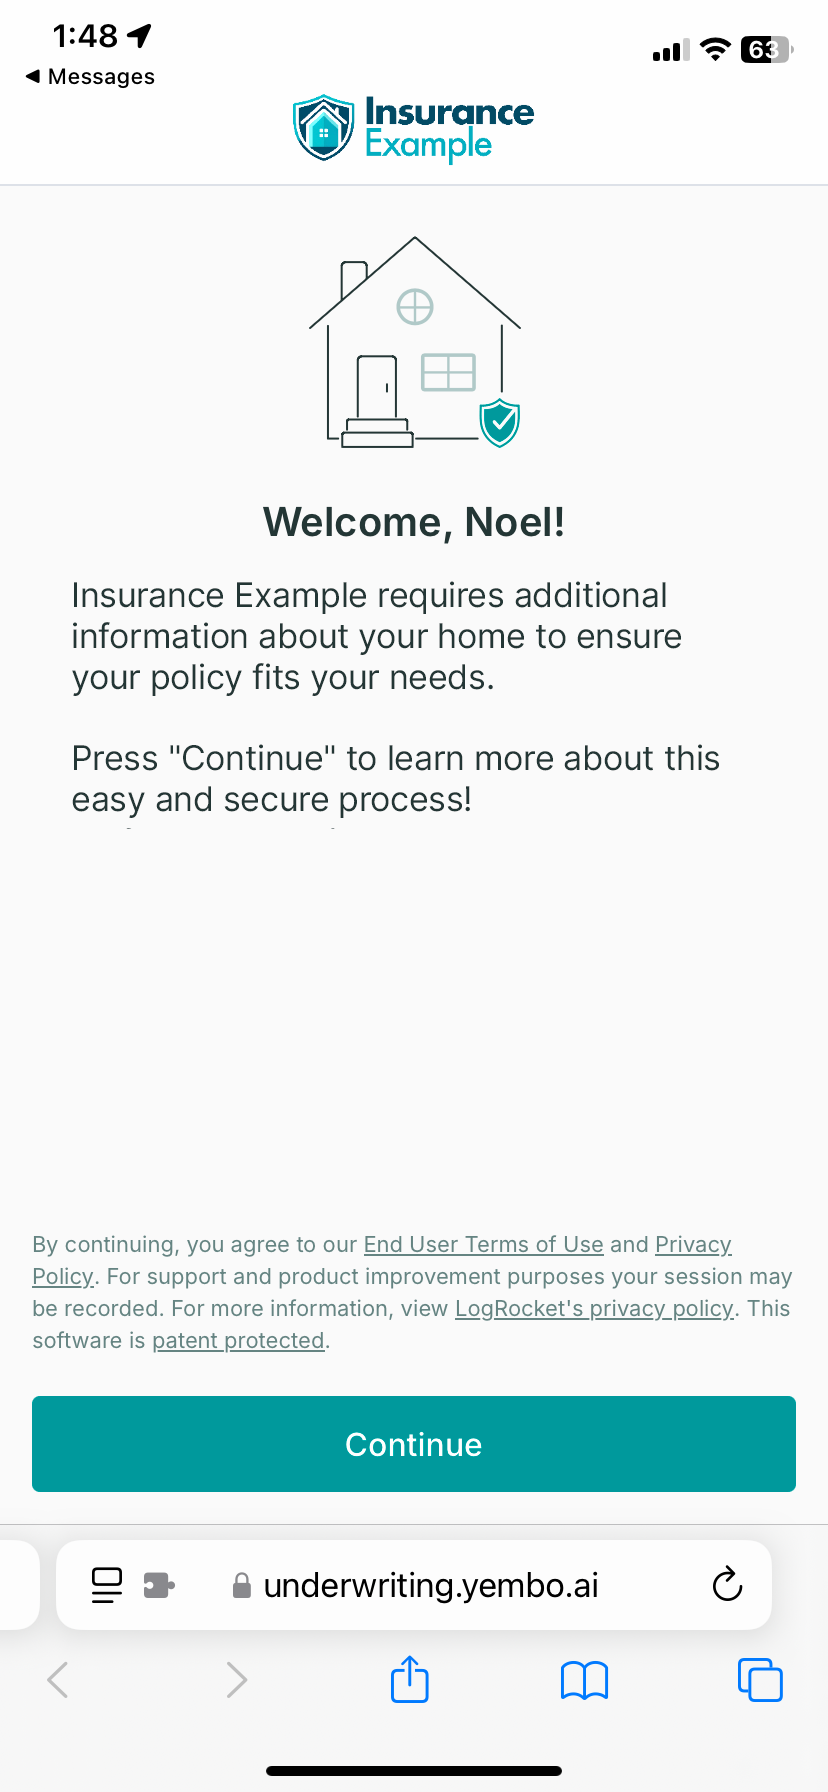 1:48
63
Messages
Insurance
Example
Welcome, Noel!
Insurance Example requires additional
information about your home to ensure
your policy fits your needs.
Press "Continue" to learn more about this
easy and secure process!
By continuing, you agree to our End User Terms of Use and Privacy
Policy. For support and product improvement purposes your session may
be recorded. For more information, view LogRocket's privacy policy. This
software is patent protected.
Continue
underwriting.yembo.ai